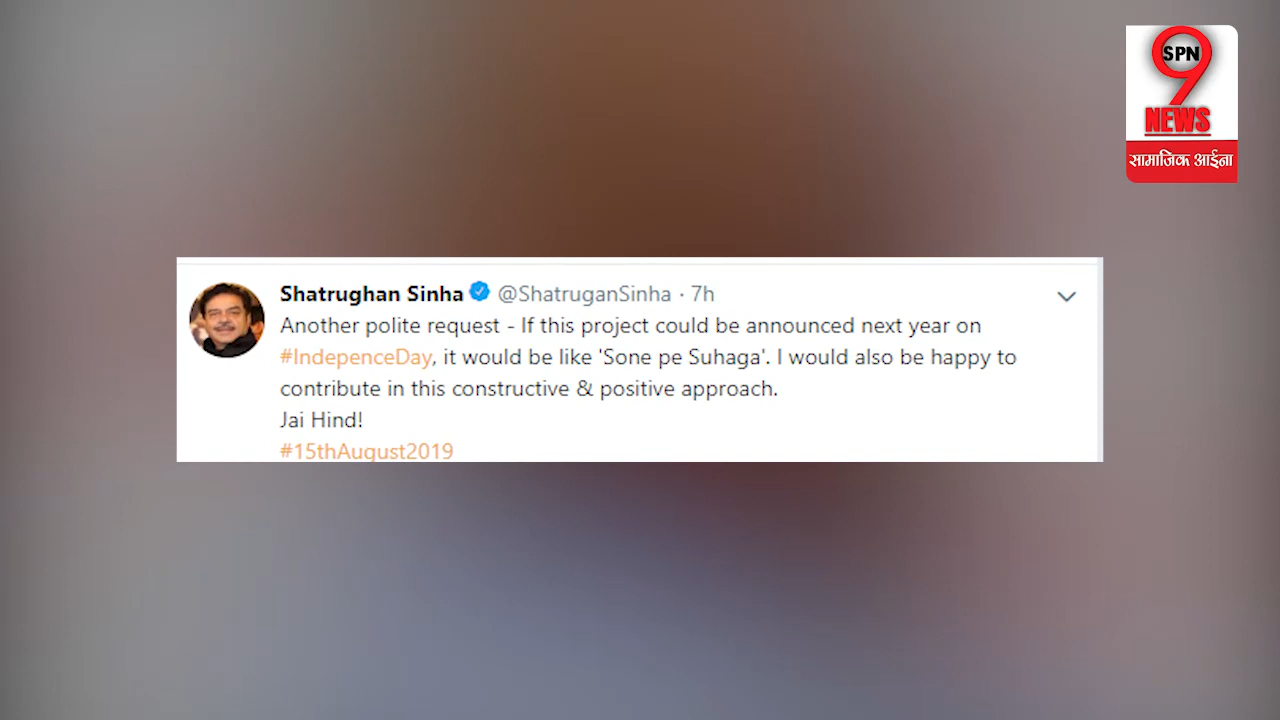 SPN
9
NEWS
सामाजिक आईना
Shatrughan Sinha @ShatruganSinha · 7h
Another polite request - If this project could be announced next year on
#IndepenceDay, it would be like 'Sone pe Suhaga'. I would also be happy to
contribute in this constructive & positive approach.
Jai Hind!
#15thAugust2019